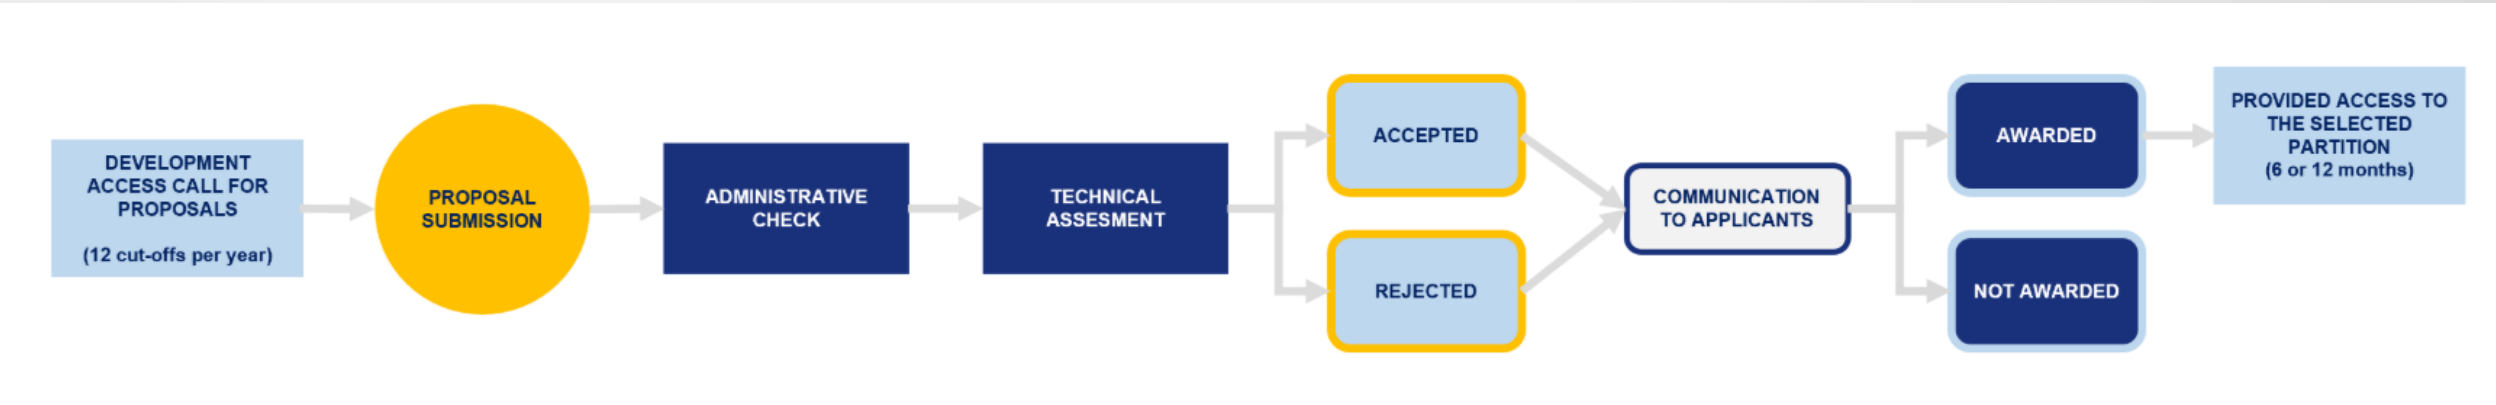 DEVELOPMENT
ACCESS CALL FOR
PROPOSALS
(12 cut-offs per year)
PROPOSAL
SUBMISSION
ADMINISTRATIVE
CHECK
TECHNICAL
ASSESMENT
ACCEPTED
REJECTED
COMMUNICATION
TO APPLICANTS
AWARDED
NOT AWARDED
PROVIDED ACCESS TO
THE SELECTED
PARTITION
(6 or 12 months)